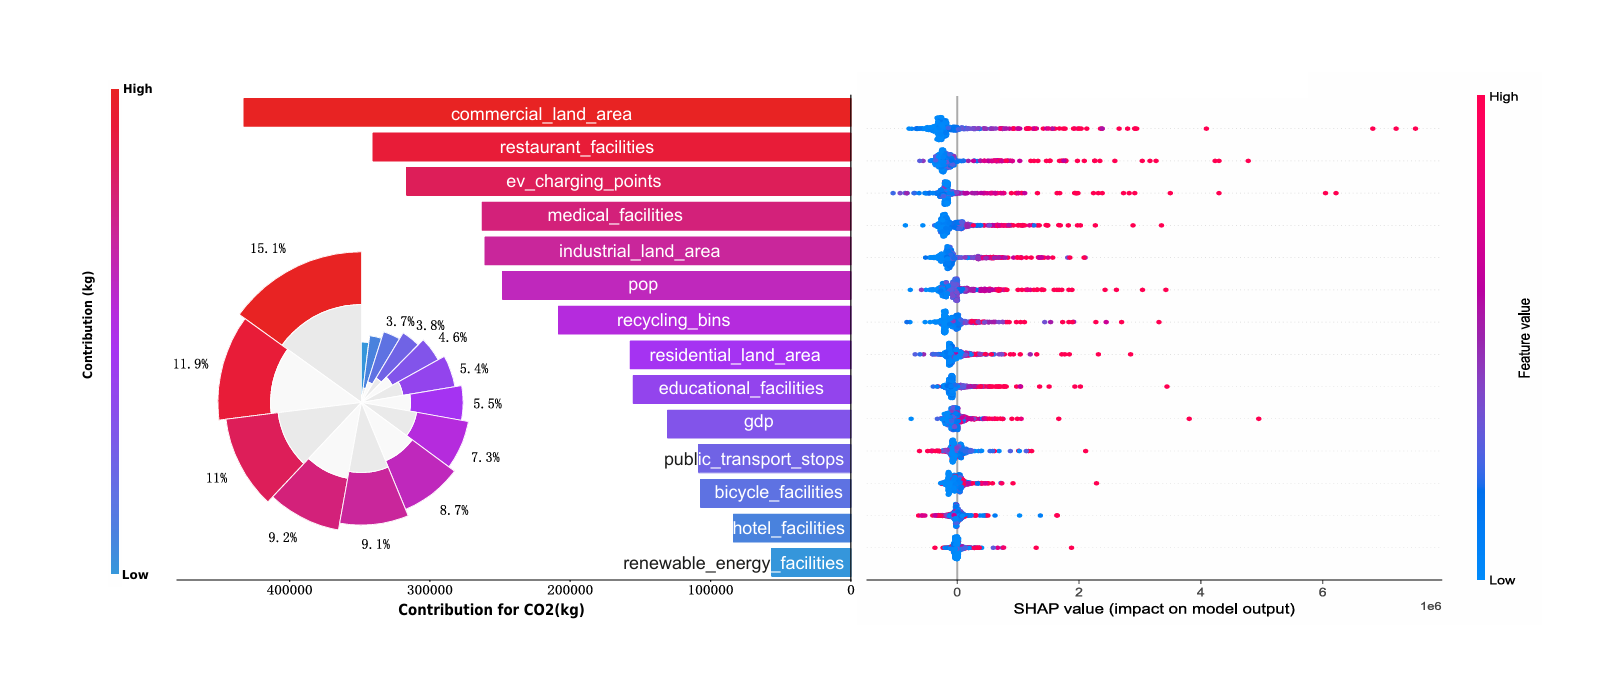 High
Contribution (kg)
Low
15.1%
11.9%
11%
9.2%
9.1%
8.7%
7.3%
5.5%
5.4%
4.6%
3.8%
3.7%
commercial_land_area
restaurant_facilities
ev_charging_points
medical_facilities
industrial_land_area
pop
recycling_bins
residential_land_area
educational_facilities
gdp
public_transport_stops
bicycle_facilities
hotel_facilities
renewable_energy_facilities
400000 300000 200000 100000 0
Contribution for CO2(kg)
0 2 4 6
1e6
SHAP value (impact on model output)
High
Feature value
Low